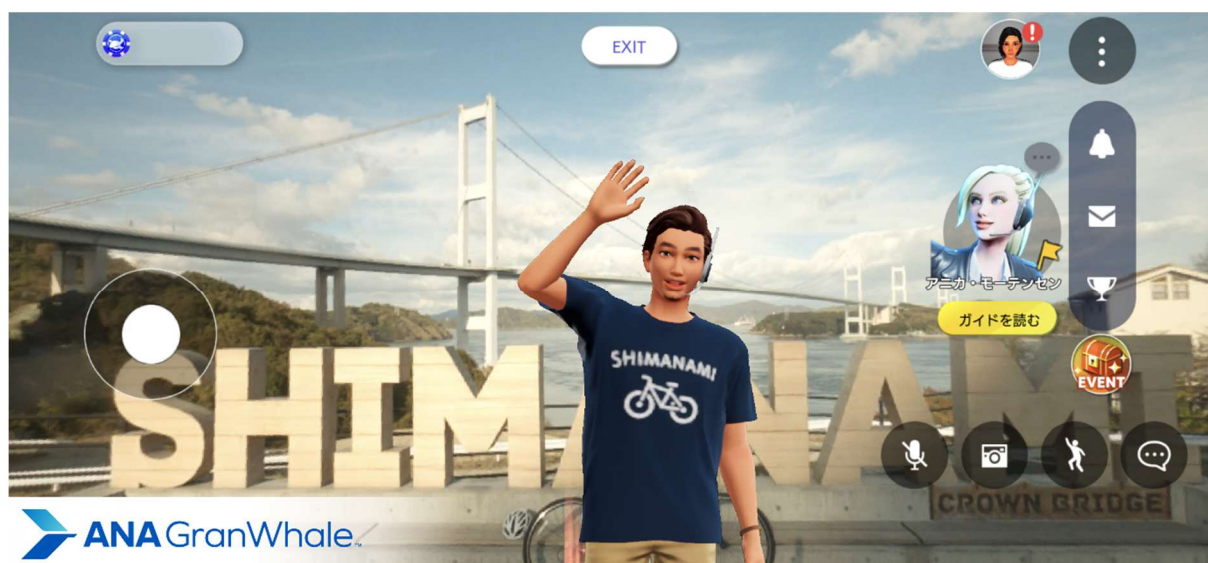 EXIT
アニカ・モーテンセン
ガイドを読む
EVENT
SHIMANAMI
SHIMANAMI
CROWN BRIDGE
ANA GranWhale™